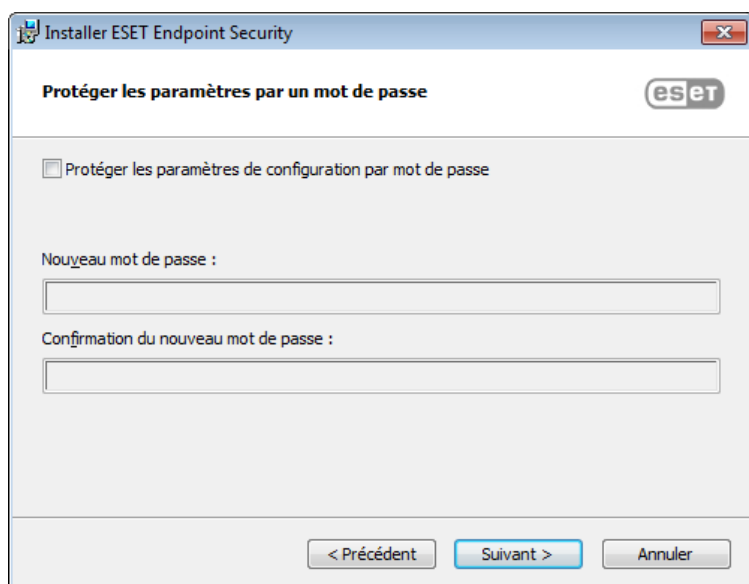 Installer ESET Endpoint Security
Protéger les paramètres par un mot de passe
eset
Protéger les paramètres de configuration par mot de passe
Nouveau mot de passe :
Confirmation du nouveau mot de passe :
< Précédent
Suivant >
Annuler